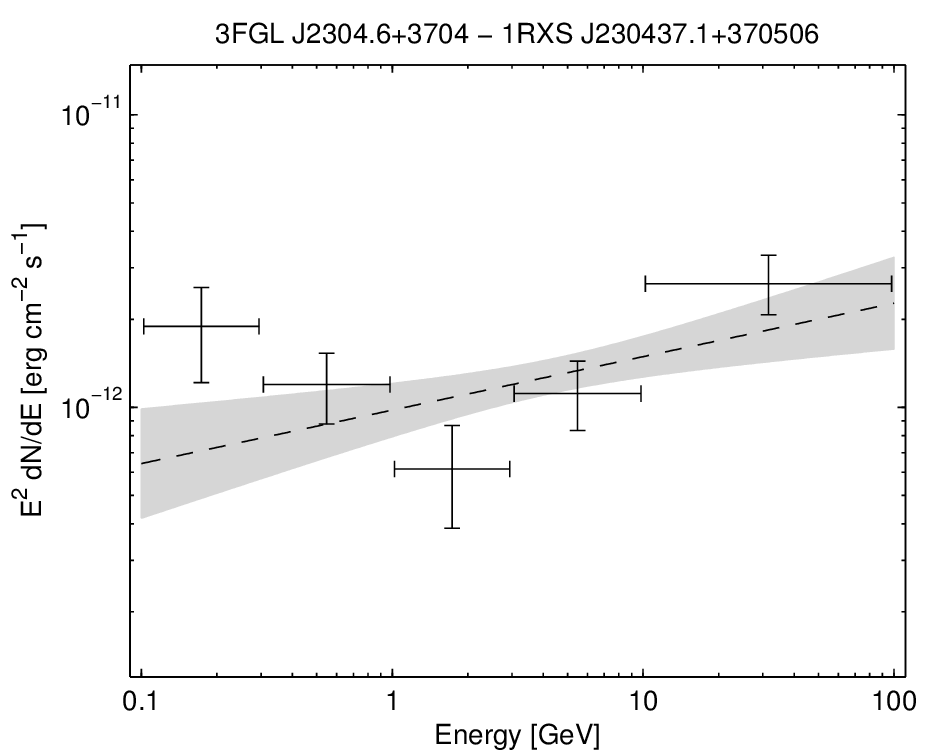 3FGL J2304.6+3704 − 1RXS J230437.1+370506
10⁻¹¹
10⁻¹²
E² dN/dE [erg cm⁻² s⁻¹]
0.1 1 10 100
Energy [GeV]